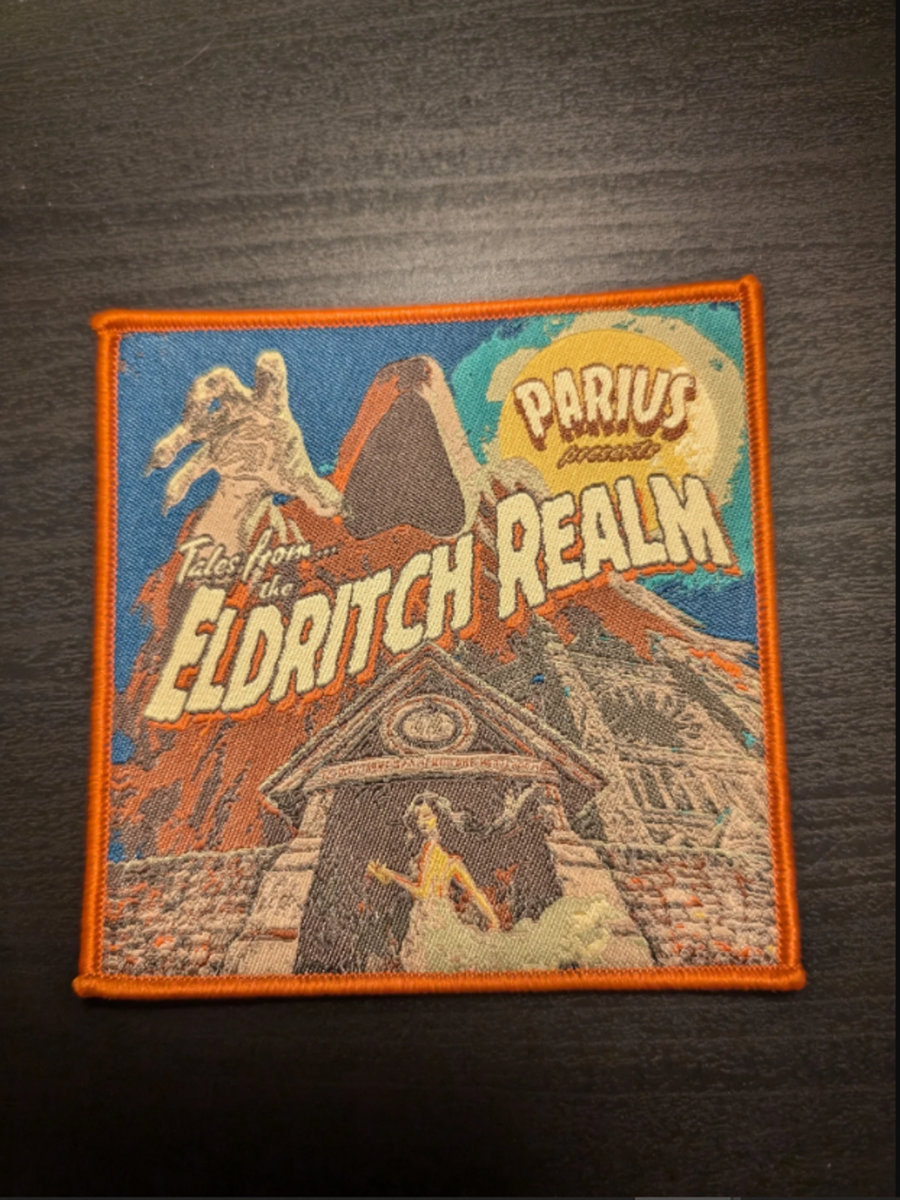 PARIUS
presents
Tales from...
the
ELDRITCH REALM